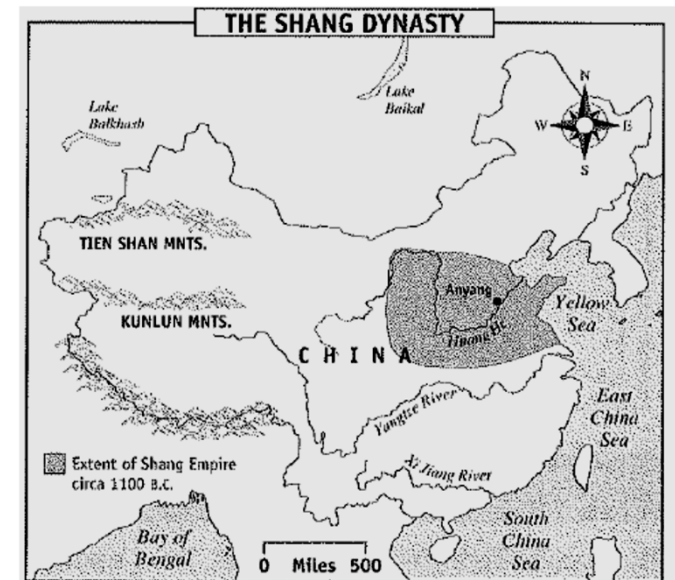 THE SHANG DYNASTY
Lake
Balkhash
Lake
Baikal
N
W
E
S
TIEN SHAN MNTS.
KUNLUN MNTS.
Anyang
Huang He
Yellow
Sea
CHINA
Yangtze River
Xi Jiang River
East
China
Sea
Extent of Shang Empire
circa 1100 B.C.
Bay of
Bengal
0 Miles 500
South
China
Sea